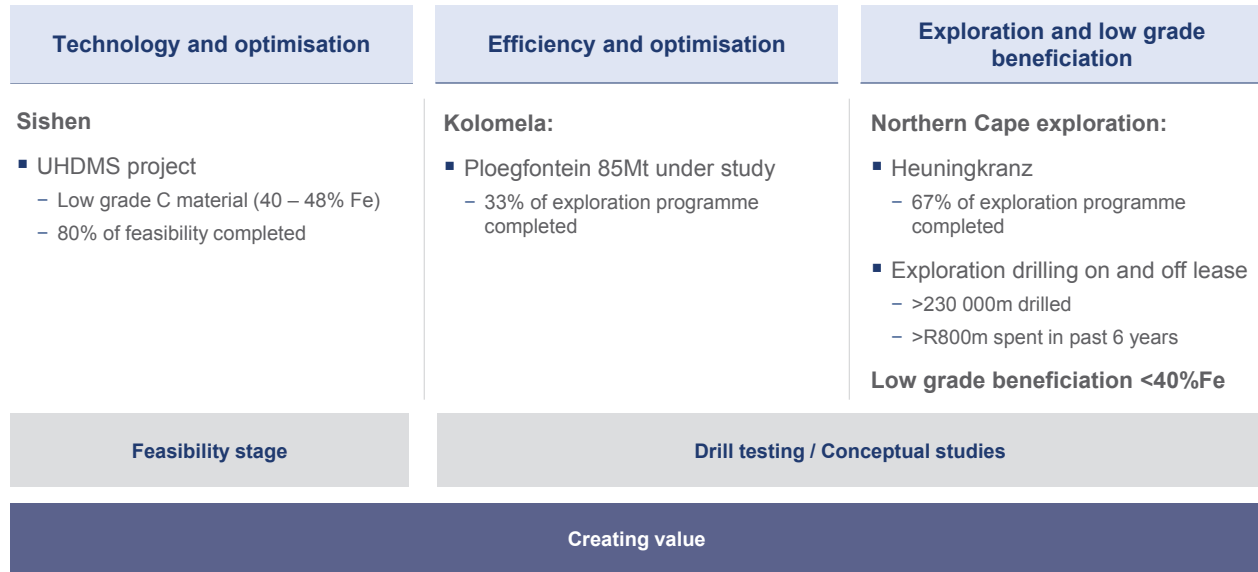 Technology and optimisation
Sishen
▪ UHDMS project
− Low grade C material (40 – 48% Fe)
− 80% of feasibility completed
Efficiency and optimisation
Kolomela:
▪ Ploegfontein 85Mt under study
− 33% of exploration programme
completed
Exploration and low grade
beneficiation
Northern Cape exploration:
▪ Heuningkranz
− 67% of exploration programme
completed
▪ Exploration drilling on and off lease
− >230 000m drilled
− >R800m spent in past 6 years
Low grade beneficiation <40%Fe
Feasibility stage
Drill testing / Conceptual studies
Creating value